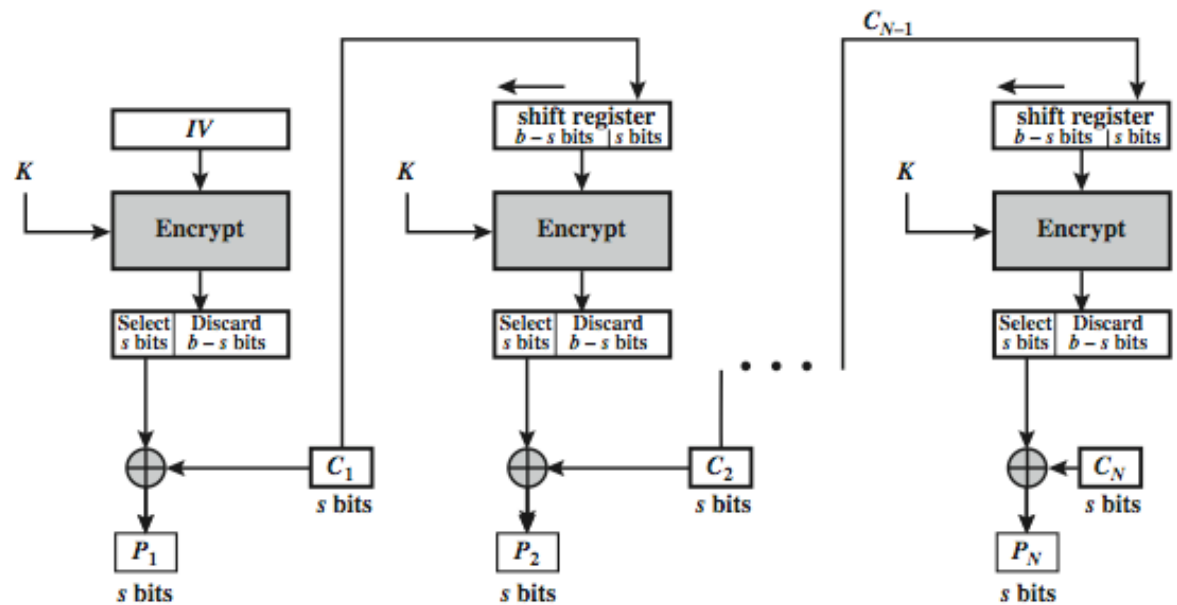 C_{N–1}
IV
shift register
b – s bits | s bits
shift register
b – s bits | s bits
K
K
K
Encrypt
Encrypt
Encrypt
Select
s bits
Discard
b – s bits
Select
s bits
Discard
b – s bits
Select
s bits
Discard
b – s bits
• • •
C_1
s bits
C_2
s bits
C_N
s bits
P_1
s bits
P_2
s bits
P_N
s bits